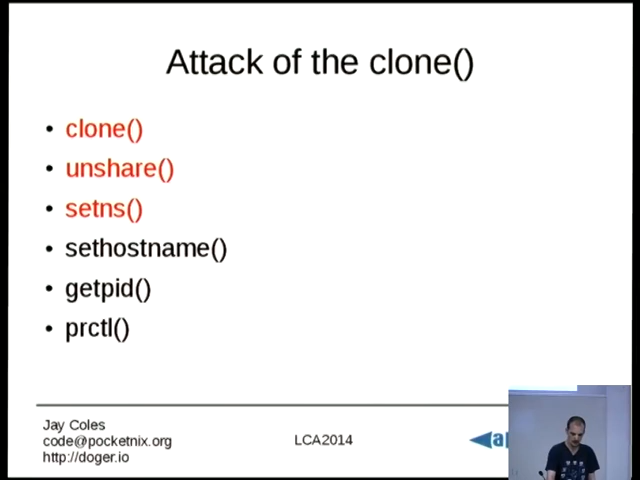 Attack of the clone()
• clone()
• unshare()
• setns()
• sethostname()
• getpid()
• prctl()
Jay Coles
code@pocketnix.org
LCA2014
http://doger.io